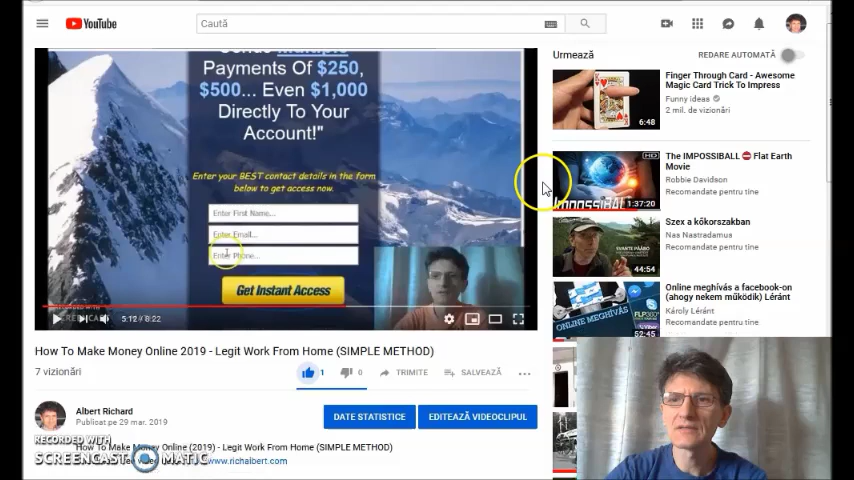 YouTube
Caută
Payments Of $250,
$500... Even $1,000
Directly To Your
Account!"
Enter your BEST contact details in the form
below to get access now.
Enter First Name...
Enter Email...
Enter Phone...
Get Instant Access
5:12 / 8:22
How To Make Money Online 2019 - Legit Work From Home (SIMPLE METHOD)
7 vizionări
1
0
TRIMITE
SALVEAZĂ
Albert Richard
Publicat pe 29 mar. 2019
DATE STATISTICE
EDITEAZĂ VIDEOCLIPUL
How To Make Money Online (2019) - Legit Work From Home (SIMPLE METHOD)
www.richalbert.com
RECORDED WITH
SCREENCAST MATIC
Urmează
REDARE AUTOMATĂ
6:48
Finger Through Card - Awesome
Magic Card Trick To Impress
Funny ideas
2 mil. de vizionări
HD
1:37:20
The IMPOSSIBALL ⛔ Flat Earth
Movie
Robbie Davidson
Recomandate pentru tine
SVANTE PÄÄBO
44:54
Szex a kőkorszakban
Nas Nastradamus
Recomandate pentru tine
ONLINE MEGHÍVÁS
52:45
Online meghívás a facebook-on
(ahogy nekem működik) Léránt
Károly Léránt
Recomandate pentru tine